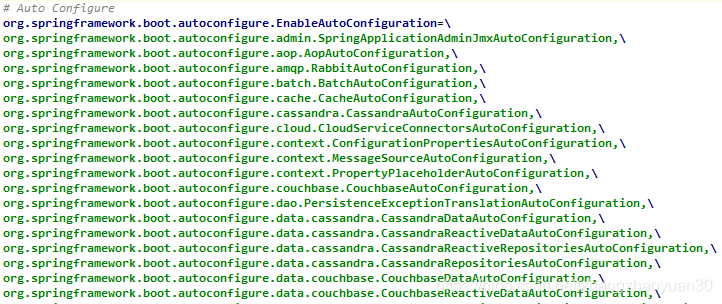 # Auto Configure
org.springframework.boot.autoconfigure.EnableAutoConfiguration=\
org.springframework.boot.autoconfigure.admin.SpringApplicationAdminJmxAutoConfiguration,\
org.springframework.boot.autoconfigure.aop.AopAutoConfiguration,\
org.springframework.boot.autoconfigure.amqp.RabbitAutoConfiguration,\
org.springframework.boot.autoconfigure.batch.BatchAutoConfiguration,\
org.springframework.boot.autoconfigure.cache.CacheAutoConfiguration,\
org.springframework.boot.autoconfigure.cassandra.CassandraAutoConfiguration,\
org.springframework.boot.autoconfigure.cloud.CloudServiceConnectorsAutoConfiguration,\
org.springframework.boot.autoconfigure.context.ConfigurationPropertiesAutoConfiguration,\
org.springframework.boot.autoconfigure.context.MessageSourceAutoConfiguration,\
org.springframework.boot.autoconfigure.context.PropertyPlaceholderAutoConfiguration,\
org.springframework.boot.autoconfigure.couchbase.CouchbaseAutoConfiguration,\
org.springframework.boot.autoconfigure.dao.PersistenceExceptionTranslationAutoConfiguration,\
org.springframework.boot.autoconfigure.data.cassandra.CassandraDataAutoConfiguration,\
org.springframework.boot.autoconfigure.data.cassandra.CassandraReactiveDataAutoConfiguration,\
org.springframework.boot.autoconfigure.data.cassandra.CassandraReactiveRepositoriesAutoConfiguration,\
org.springframework.boot.autoconfigure.data.cassandra.CassandraRepositoriesAutoConfiguration,\
org.springframework.boot.autoconfigure.data.couchbase.CouchbaseDataAutoConfiguration,\
org.springframework.boot.autoconfigure.data.couchbase.CouchbaseReactiveDataAutoConfiguration,\